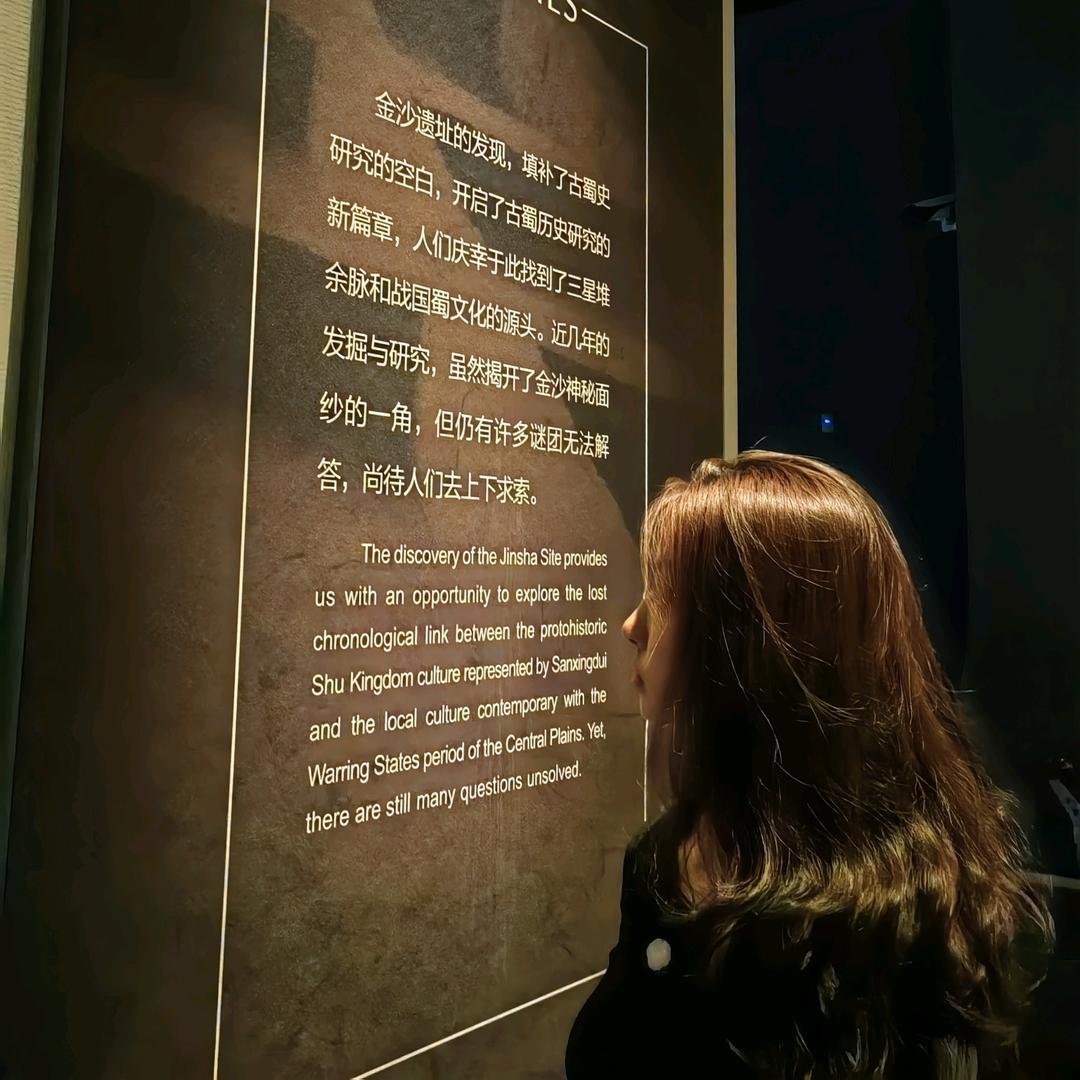 金沙遗址的发现，填补了古蜀史
研究的空白，开启了古蜀历史研究的
新篇章，人们庆幸于此找到了三星堆
余脉和战国蜀文化的源头。近几年的
发掘与研究，虽然揭开了金沙神秘面
纱的一角，但仍有许多谜团无法解
答，尚待人们去上下求索。
The discovery of the Jinsha Site provides
us with an opportunity to explore the lost
chronological link between the protohistoric
Shu Kingdom culture represented by Sanxingdui
and the local culture contemporary with the
Warring States period of the Central Plains. Yet,
there are still many questions unsolved.